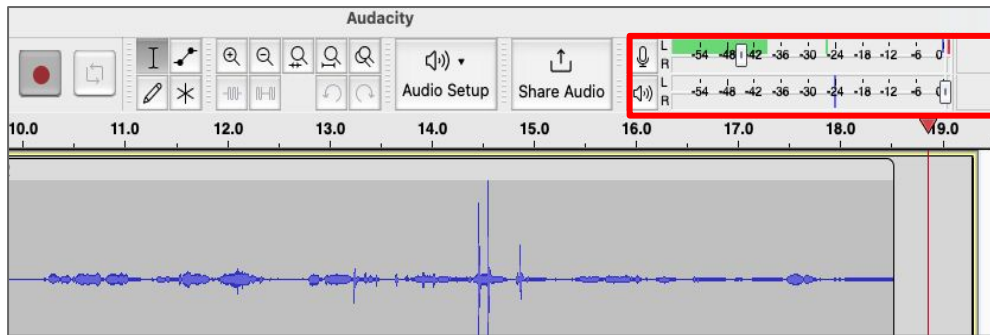 Audacity
L
R
-54 -48 -42 -36 -30 -24 -18 -12 -6 0
L
R
-54 -48 -42 -36 -30 -24 -18 -12 -6
Audio Setup
Share Audio
10.0 11.0 12.0 13.0 14.0 15.0 16.0 17.0 18.0 19.0